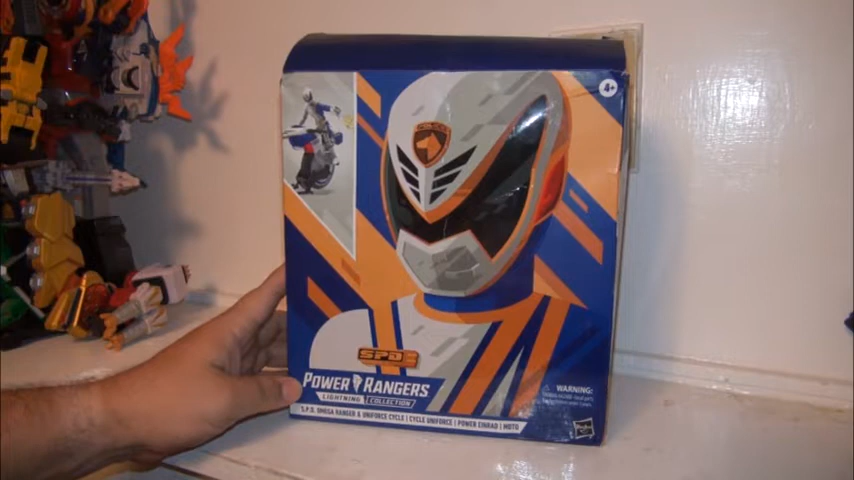 4+
SPD
POWER RANGERS
LIGHTNING COLLECTION
S.P.D. OMEGA RANGER & UNIFORCE CYCLE | CYCLE UNIFORCE | POWER EINRAD | MOTO
WARNING:
Hasbro